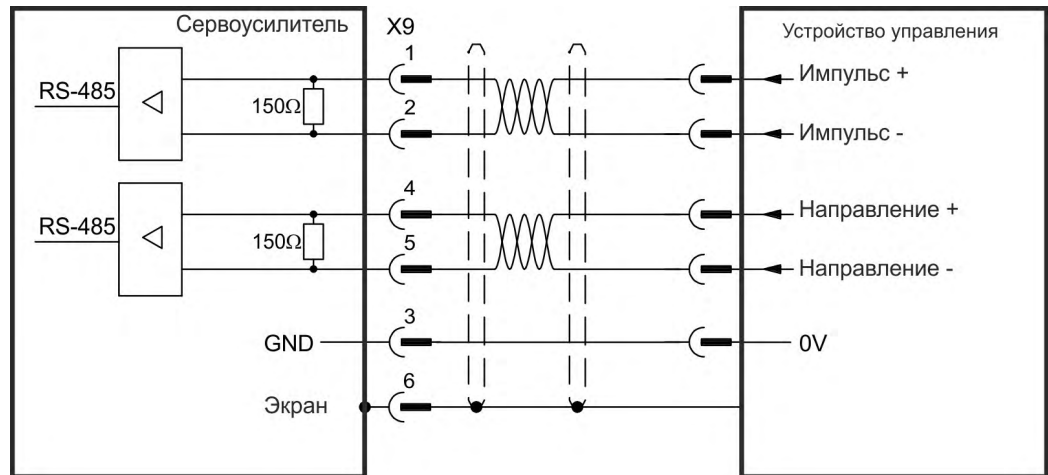 Сервоусилитель
X9
Устройство управления
1
Импульс +
RS-485
150Ω
2
Импульс -
4
Направление +
RS-485
150Ω
5
Направление -
3
GND
0V
6
Экран